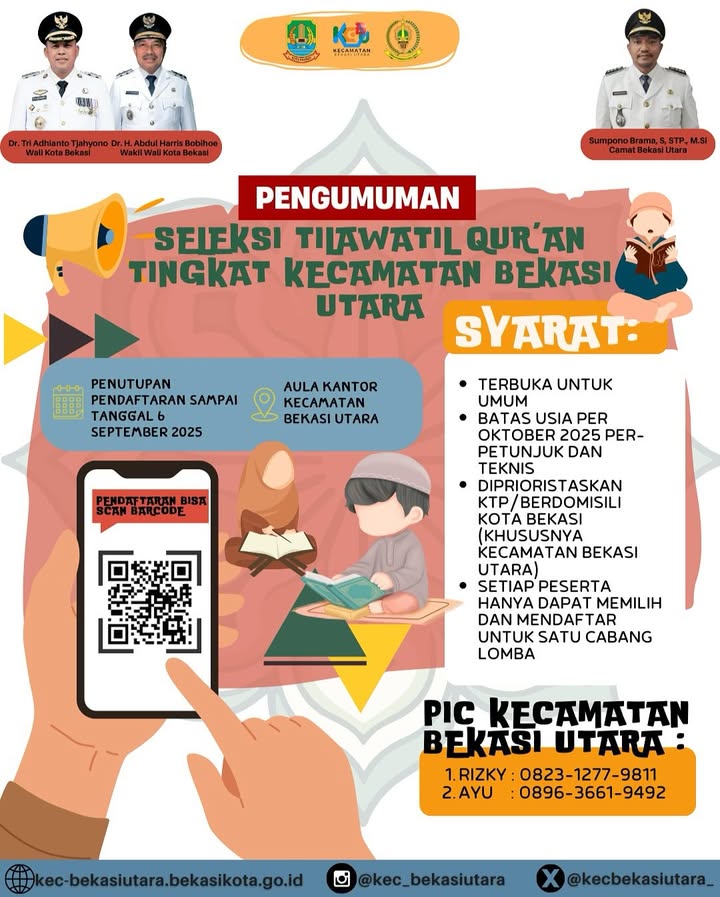 Dr. Tri Adhianto Tjahyono
Wali Kota Bekasi
Dr. H. Abdul Harris Bobihoe
Wakil Wali Kota Bekasi
KECAMATAN
BEKASI UTARA
Sumpono Brama, S, STP., M.Si
Camat Bekasi Utara
PENGUMUMAN
SELEKSI TILAWATIL QUR'AN
TINGKAT KECAMATAN BEKASI
UTARA
SYARAT:
PENUTUPAN
PENDAFTARAN SAMPAI
TANGGAL 6
SEPTEMBER 2025
AULA KANTOR
KECAMATAN
BEKASI UTARA
• TERBUKA UNTUK
UMUM
• BATAS USIA PER
OKTOBER 2025 PER-
PETUNJUK DAN
TEKNIS
• DIPRIORISTASKAN
KTP/BERDOMISILI
KOTA BEKASI
(KHUSUSNYA
KECAMATAN BEKASI
UTARA)
• SETIAP PESERTA
HANYA DAPAT MEMILIH
DAN MENDAFTAR
UNTUK SATU CABANG
LOMBA
PENDAFTARAN BISA
SCAN BARCODE
PIC KECAMATAN
BEKASI UTARA :
1. RIZKY : 0823-1277-9811
2. AYU : 0896-3661-9492
kec-bekasiutara.bekasikota.go.id
@kec_bekasiutara
@kecbekasiutara_